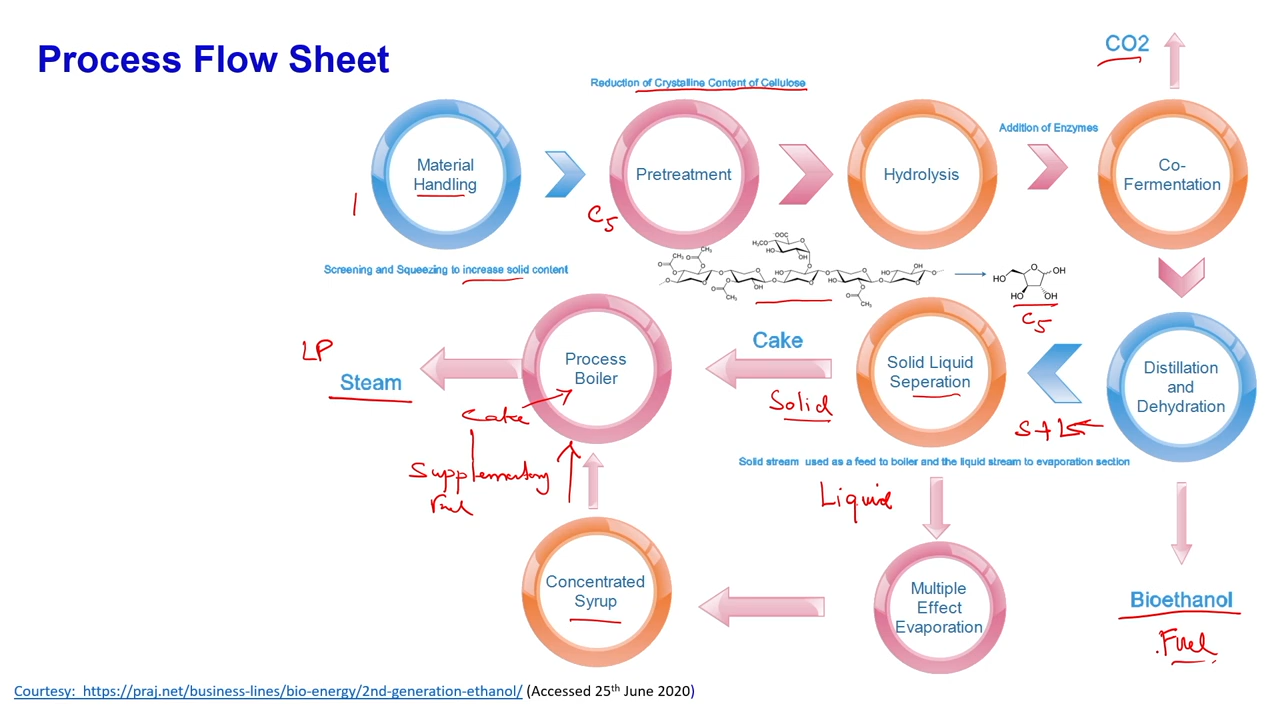 Process Flow Sheet
CO2
Reduction of Crystalline Content of Cellulose
Addition of Enzymes
Material
Handling
Pretreatment
Hydrolysis
Co-
Fermentation
1
C5
Screening and Squeezing to increase solid content
C5
LP
Steam
Process
Boiler
Cake
Solid
Solid Liquid
Seperation
Distillation
and
Dehydration
S+L
Cake
Supplementary
Fuel
Solid stream used as a feed to boiler and the liquid stream to evaporation section
Liquid
Concentrated
Syrup
Multiple
Effect
Evaporation
Bioethanol
Fuel
Courtesy: https://praj.net/business-lines/bio-energy/2nd-generation-ethanol/ (Accessed 25th June 2020)